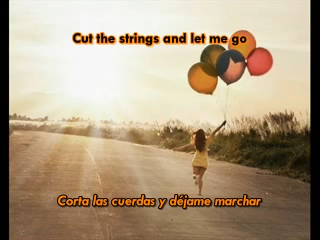 Cut the strings and let me go
Corta las cuerdas y déjame marchar